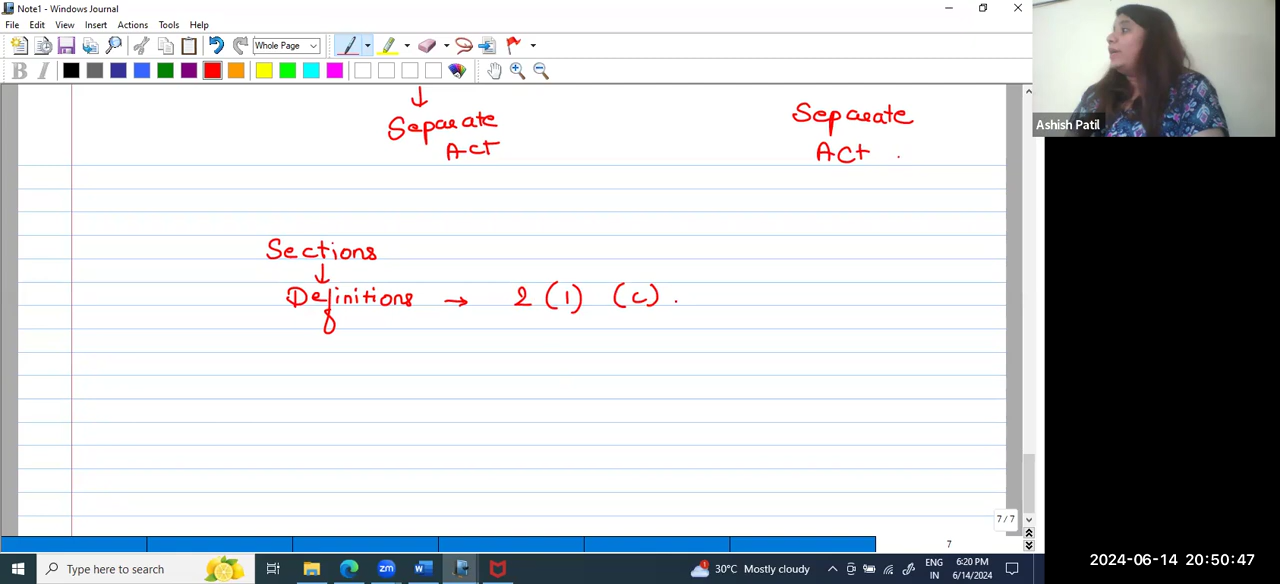 Note1 - Windows Journal
File Edit View Insert Actions Tools Help
Whole Page
B I
Separate
ACT
Separate
ACT .
Sections
↓
Definitions → 2 (1) (c) .
7 / 7
7
Ashish Patil
Type here to search
30°C Mostly cloudy
ENG
IN
6:20 PM
6/14/2024
2024-06-14 20:50:47